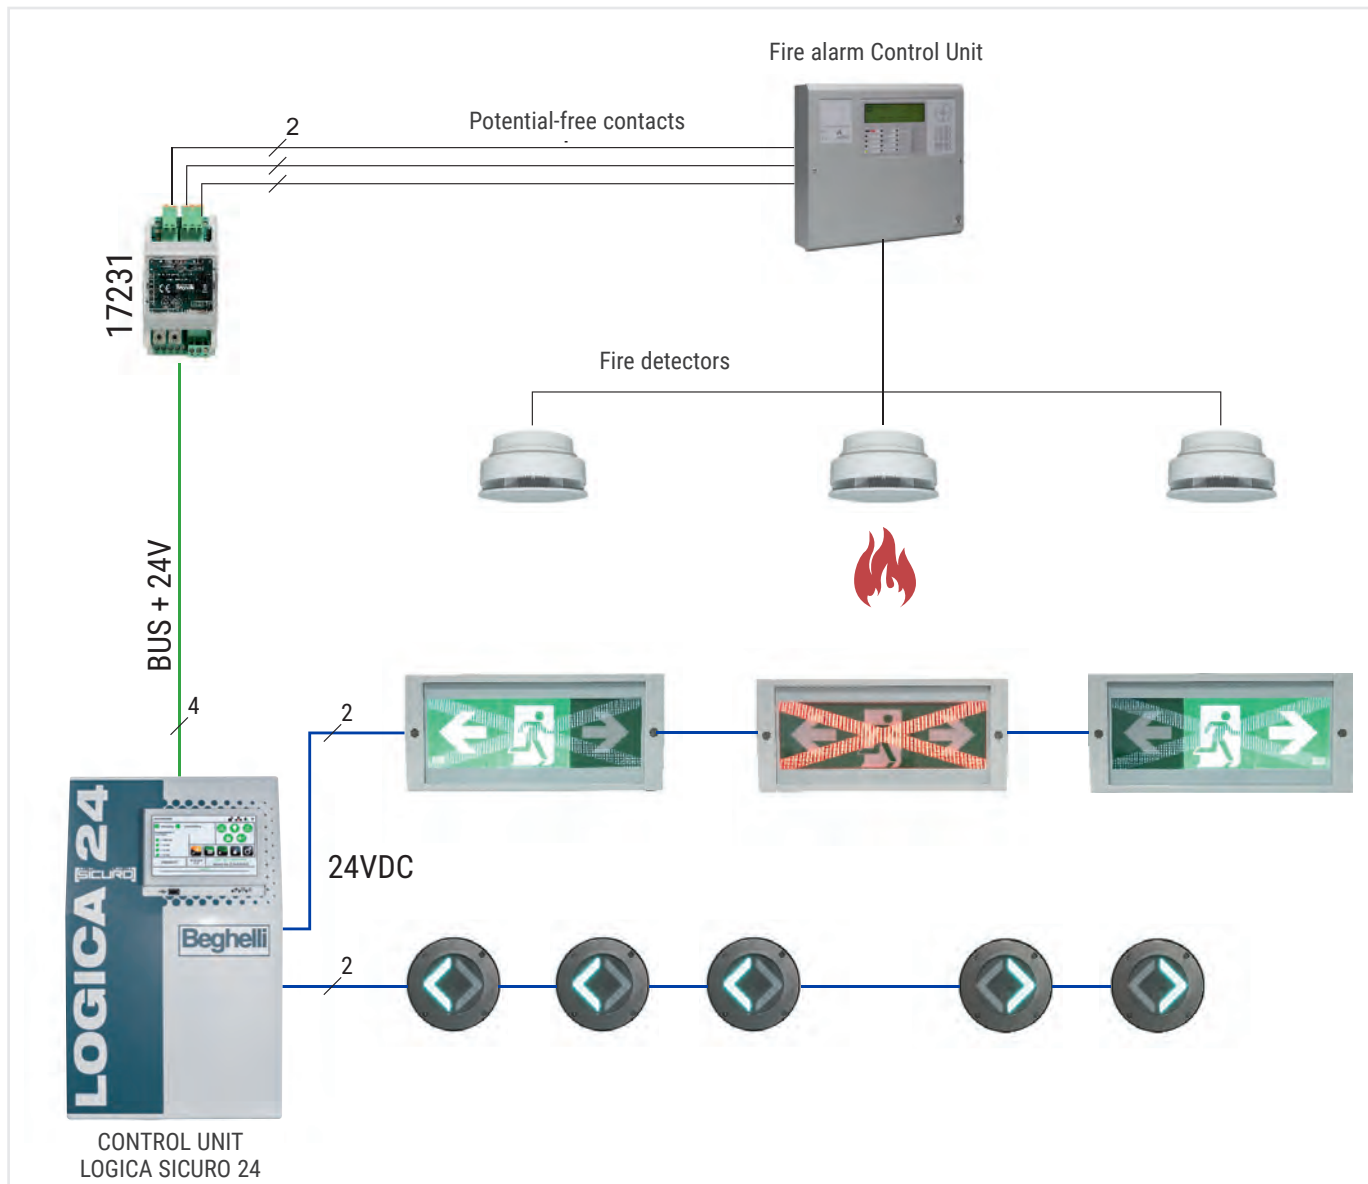 Fire alarm Control Unit
2
Potential-free contacts
17231
Fire detectors
BUS + 24V
4
2
24VDC
LOGICA 24
[SICURO]
Beghelli
2
CONTROL UNIT
LOGICA SICURO 24